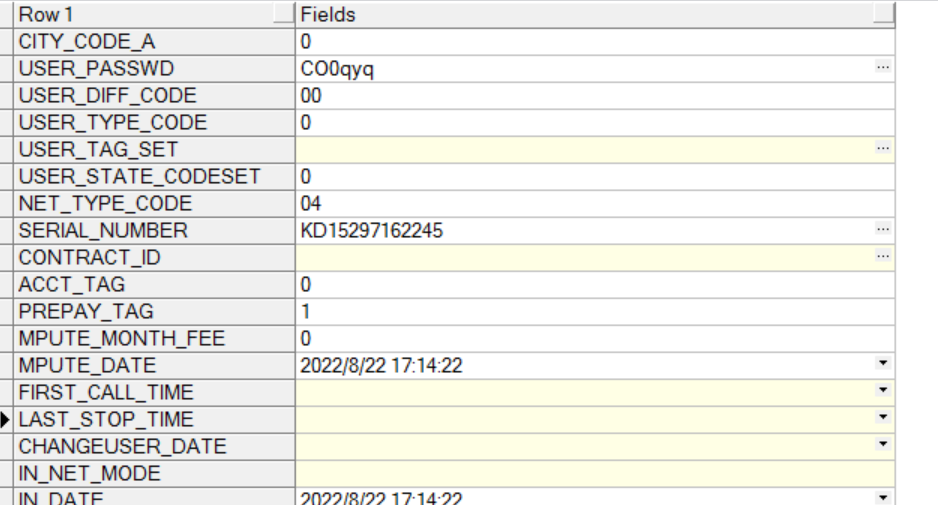 Row 1 Fields
CITY_CODE_A 0
USER_PASSWD CO0qyq ...
USER_DIFF_CODE 00
USER_TYPE_CODE 0
USER_TAG_SET ...
USER_STATE_CODESET 0
NET_TYPE_CODE 04
SERIAL_NUMBER KD15297162245 ...
CONTRACT_ID ...
ACCT_TAG 0
PREPAY_TAG 1
MPUTE_MONTH_FEE 0
MPUTE_DATE 2022/8/22 17:14:22
FIRST_CALL_TIME
LAST_STOP_TIME
CHANGEUSER_DATE
IN_NET_MODE
IN_DATE 2022/8/22 17:14:22